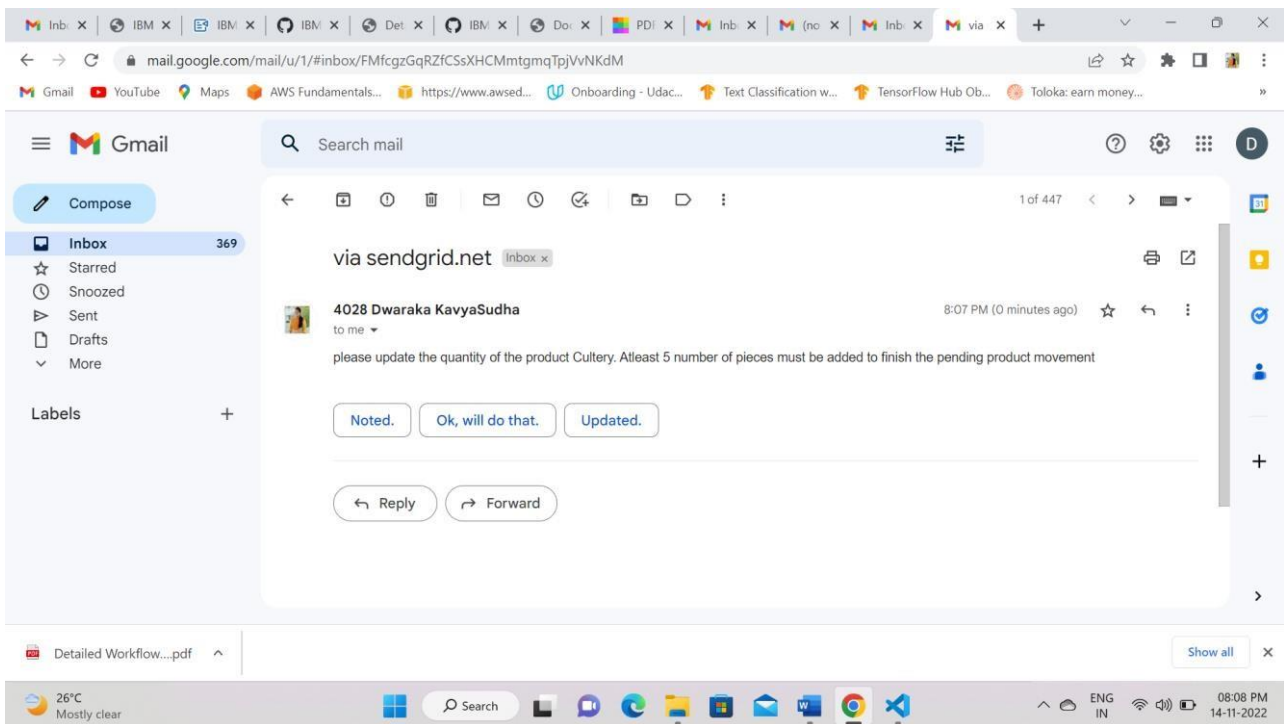 Inb
IBM
IBM
IBM
Det
IBM
Doc
PDF
Inb
(no
Inb
via
mail.google.com/mail/u/1/#inbox/FMfcgzGqRZfCSsXHCMmtgmqTpjVvNKdM
Gmail YouTube Maps AWS Fundamentals... https://www.awsed... Onboarding - Udac... Text Classification w... TensorFlow Hub Ob... Toloka: earn money... »
Gmail
Search mail
D
Compose
1 of 447
31
Inbox 369
Starred
Snoozed
Sent
Drafts
More
Labels +
via sendgrid.net Inbox x
4028 Dwaraka KavyaSudha 8:07 PM (0 minutes ago)
to me
please update the quantity of the product Cultery. Atleast 5 number of pieces must be added to finish the pending product movement
Noted. Ok, will do that. Updated.
Reply Forward
Detailed Workflow....pdf Show all
26°C
Mostly clear
Search
ENG
IN
08:08 PM
14-11-2022